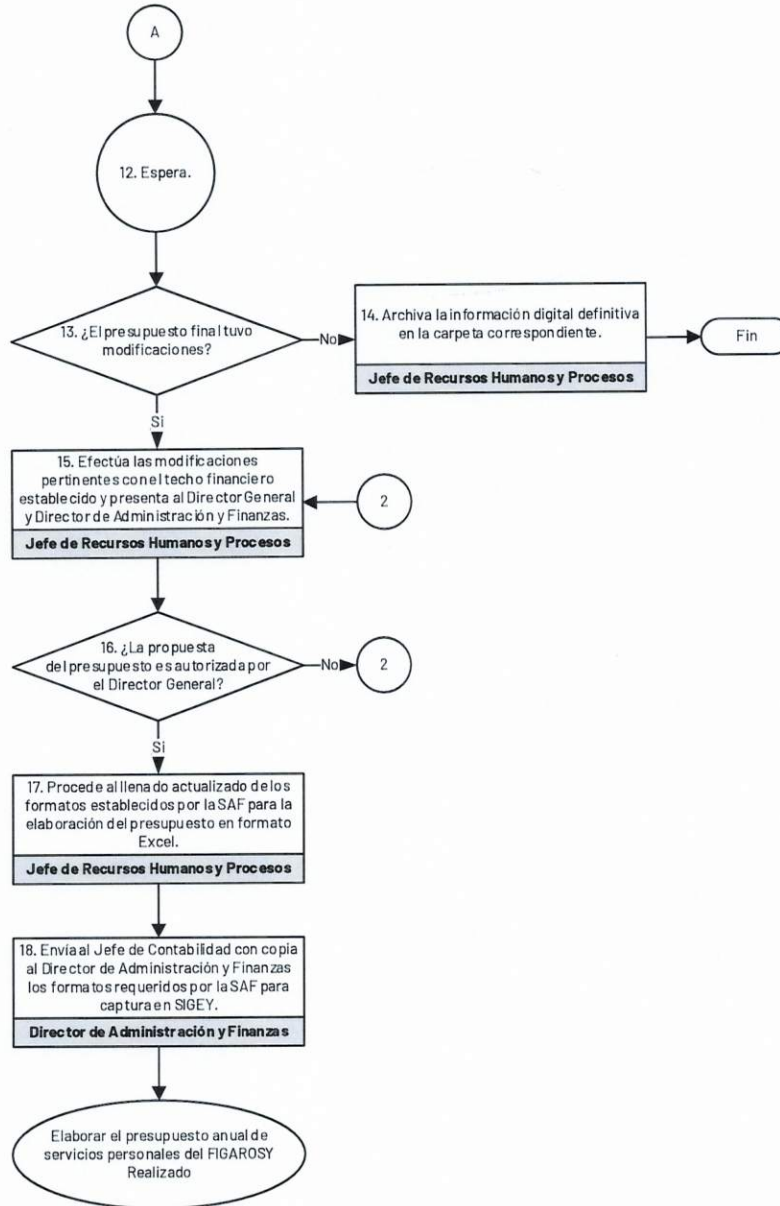 A
12. Espera.
13. ¿El presupuesto final tuvo
modificaciones?
No
14. Archiva la información digital definitiva
en la carpeta correspondiente.
Jefe de Recursos Humanos y Procesos
Fin
Si
15. Efectúa las modificaciones
pertinentes con el techo financiero
establecido y presenta al Director General
y Director de Administración y Finanzas.
Jefe de Recursos Humanos y Procesos
2
16. ¿La propuesta
del presupuesto es autorizada por
el Director General?
No
2
Si
17. Procede al llenado actualizado de los
formatos establecidos por la SAF para la
elaboración del presupuesto en formato
Excel.
Jefe de Recursos Humanos y Procesos
18. Envía al Jefe de Contabilidad con copia
al Director de Administración y Finanzas
los formatos requeridos por la SAF para
captura en SIGEY.
Director de Administración y Finanzas
Elaborar el presupuesto anual de
servicios personales del FIGAROSY
Realizado